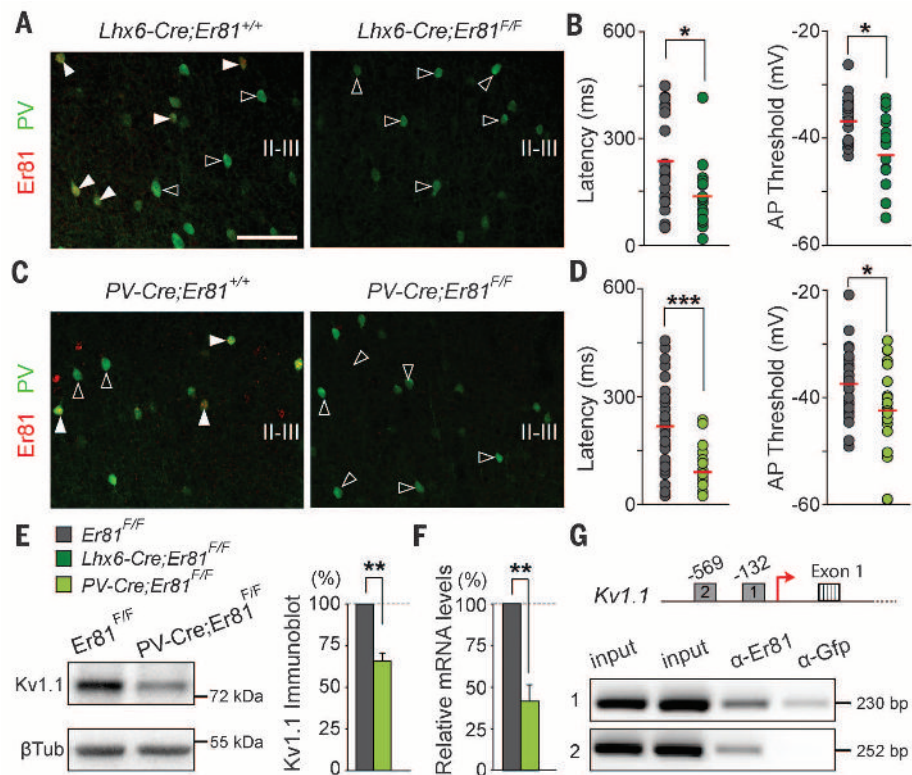 A
Lhx6-Cre;Er81+/+
Lhx6-Cre;Er81F/F
Er81 PV
II-III
II-III
B
600
300
0
Latency (ms)
*
-20
-40
-60
AP Threshold (mV)
*
C
PV-Cre;Er81+/+
PV-Cre;Er81F/F
Er81 PV
II-III
II-III
D
600
300
0
Latency (ms)
***
-20
-40
-60
AP Threshold (mV)
*
E
Er81F/F
Lhx6-Cre;Er81F/F
PV-Cre;Er81F/F
Er81F/F
PV-Cre;Er81F/F
Kv1.1
72 kDa
βTub
55 kDa
(%)
**
100
75
50
25
0
Kv1.1 Immunoblot
F
(%)
**
100
75
50
25
0
Relative mRNA levels
G
-569
-132
Exon 1
Kv1.1
2
1
input
input
α-Er81
α-Gfp
1
230 bp
2
252 bp